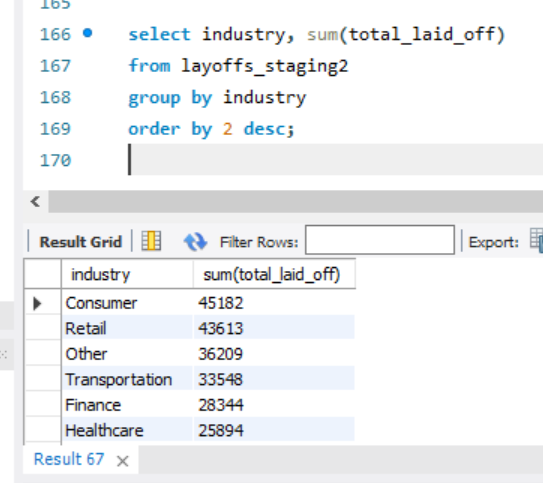 165
166 select industry, sum(total_laid_off)
167 from layoffs_staging2
168 group by industry
169 order by 2 desc;
170
Result Grid Filter Rows: Export:
industry sum(total_laid_off)
Consumer 45182
Retail 43613
Other 36209
Transportation 33548
Finance 28344
Healthcare 25894
Result 67